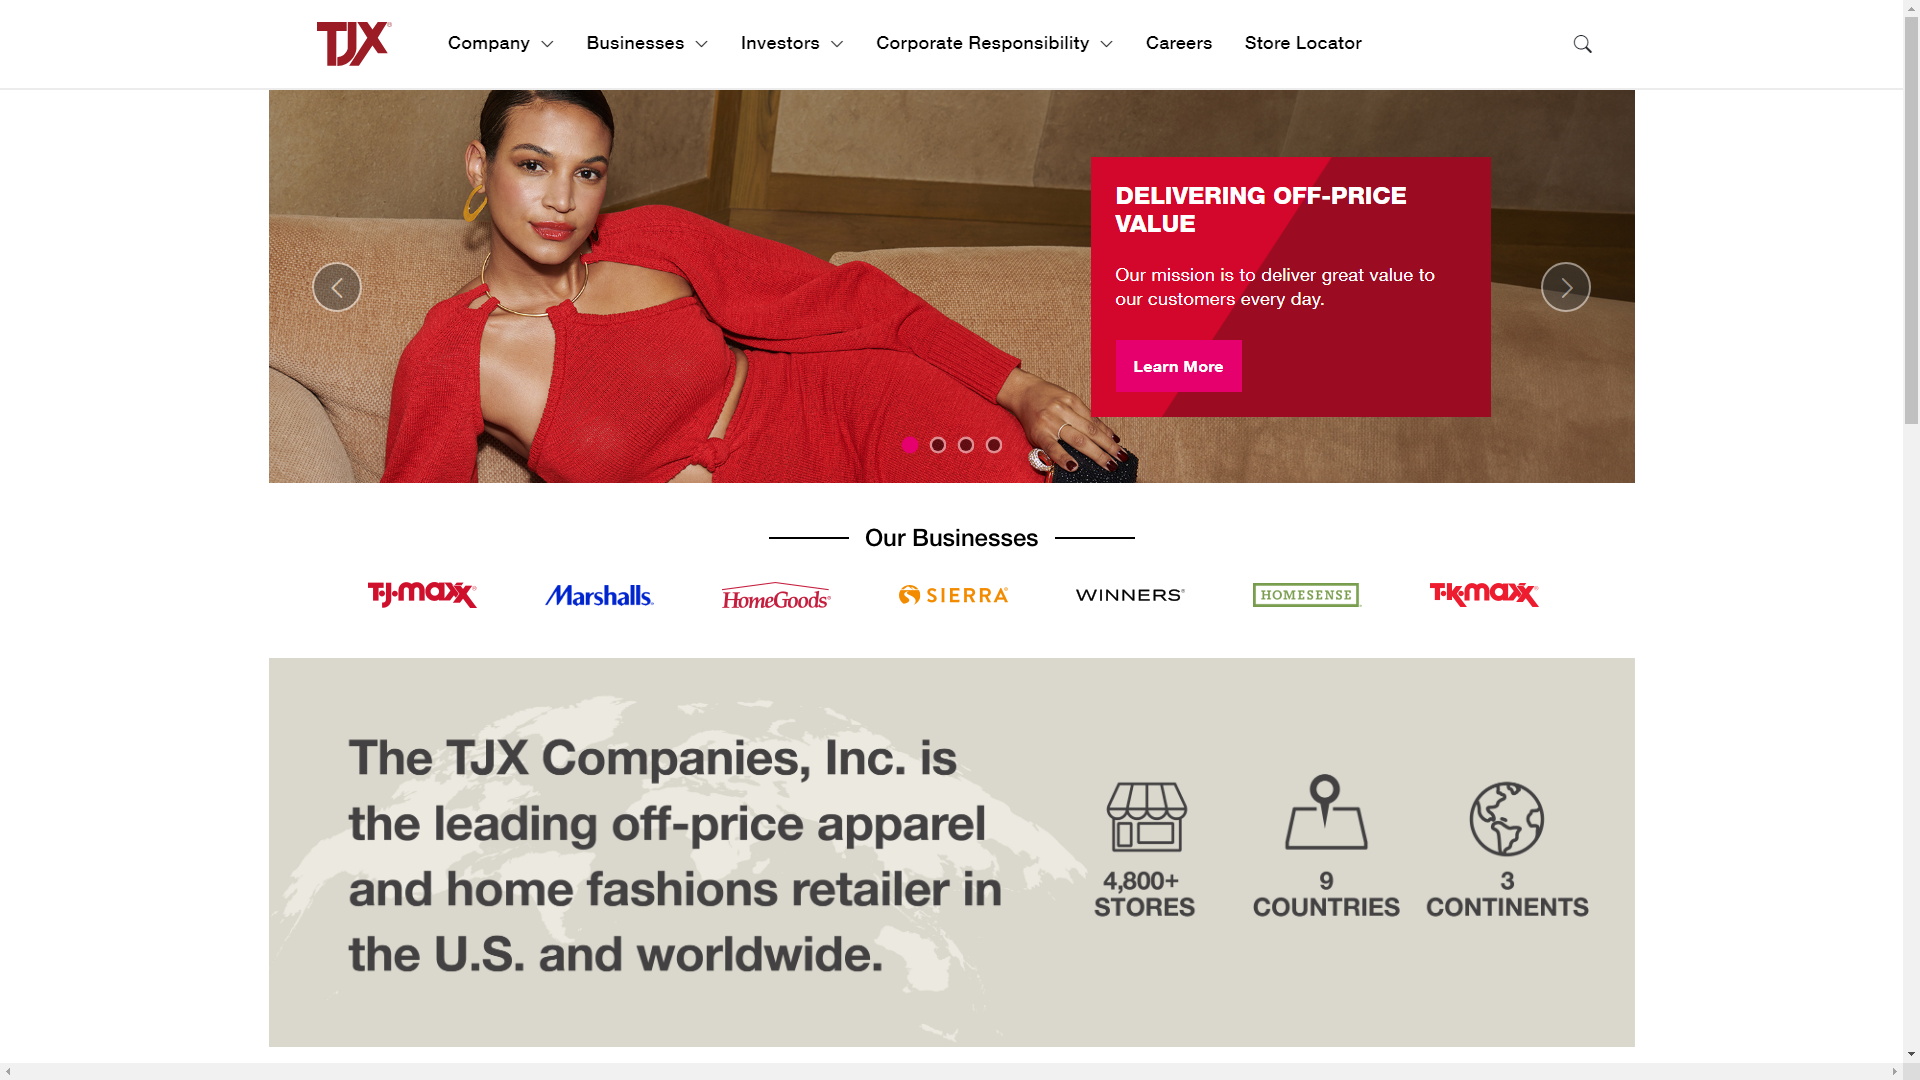 TJX
Company Businesses Investors Corporate Responsibility Careers Store Locator
DELIVERING OFF-PRICE
VALUE
Our mission is to deliver great value to
our customers every day.
Learn More
Our Businesses
T·J·maxx Marshalls. HomeGoods SIERRA WINNERS HOMESENSE T·K·maxx
The TJX Companies, Inc. is
the leading off-price apparel
and home fashions retailer in
the U.S. and worldwide.
4,800+
STORES
9
COUNTRIES
3
CONTINENTS